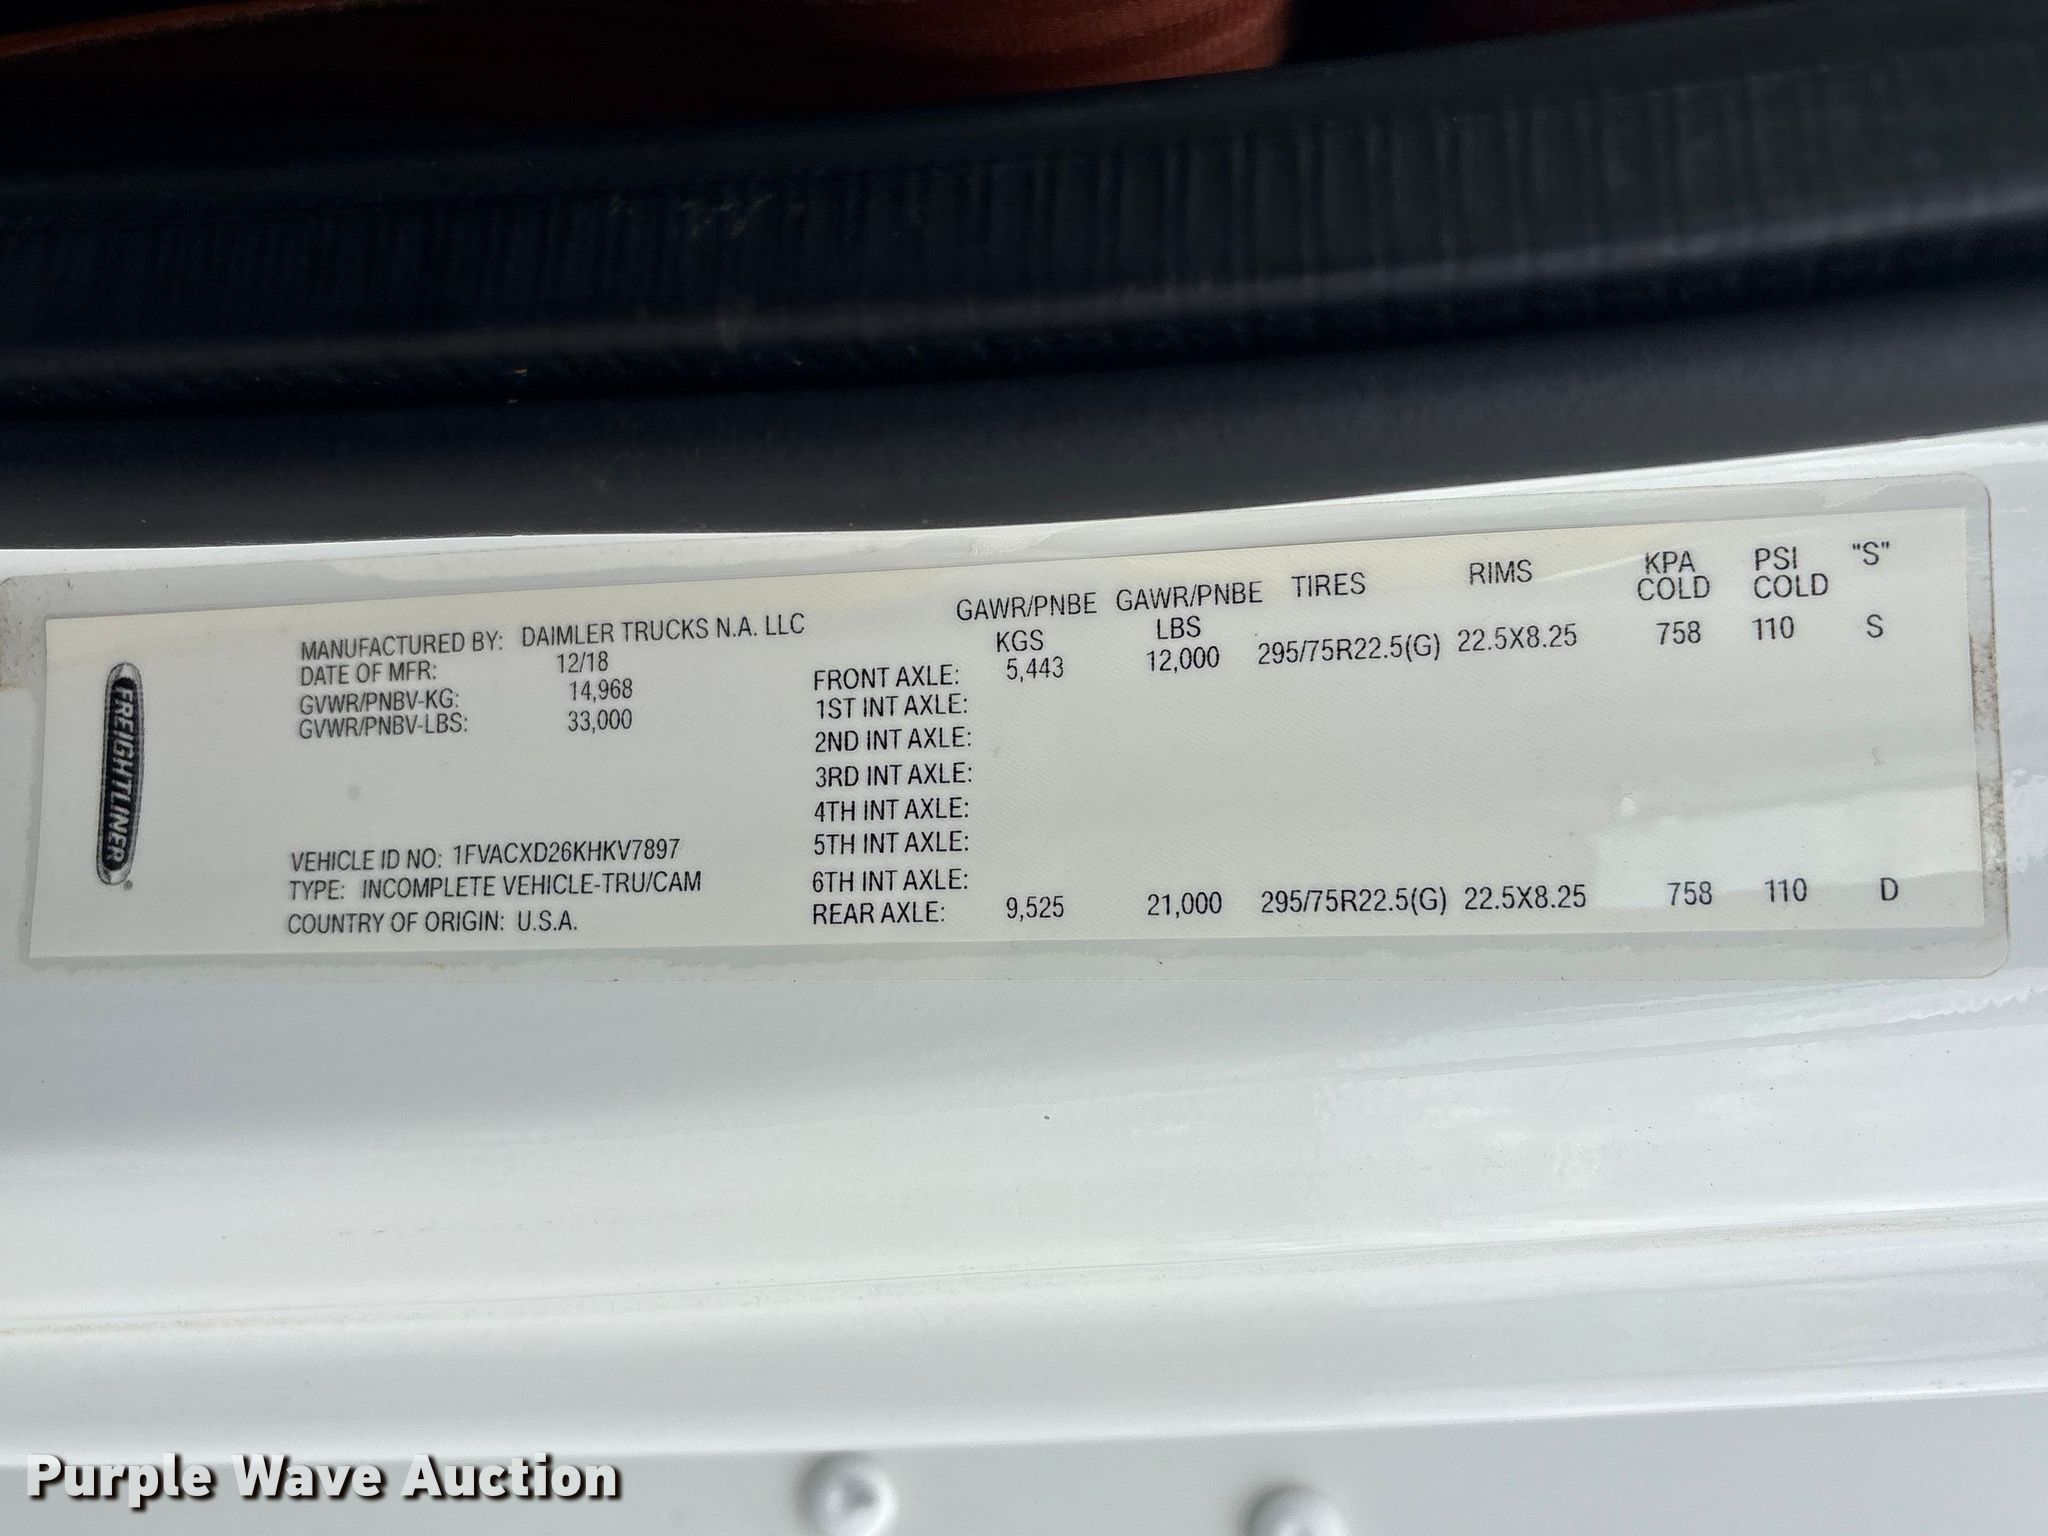 FREIGHTLINER
MANUFACTURED BY: DAIMLER TRUCKS N.A. LLC
DATE OF MFR: 12/18
GVWR/PNBV-KG: 14,968
GVWR/PNBV-LBS: 33,000
VEHICLE ID NO: 1FVACXD26KHKV7897
TYPE: INCOMPLETE VEHICLE-TRU/CAM
COUNTRY OF ORIGIN: U.S.A.
GAWR/PNBE GAWR/PNBE TIRES RIMS KPA PSI "S"
KGS LBS COLD COLD
FRONT AXLE: 5,443 12,000 295/75R22.5(G) 22.5X8.25 758 110 S
1ST INT AXLE:
2ND INT AXLE:
3RD INT AXLE:
4TH INT AXLE:
5TH INT AXLE:
6TH INT AXLE:
REAR AXLE: 9,525 21,000 295/75R22.5(G) 22.5X8.25 758 110 D
Purple Wave Auction